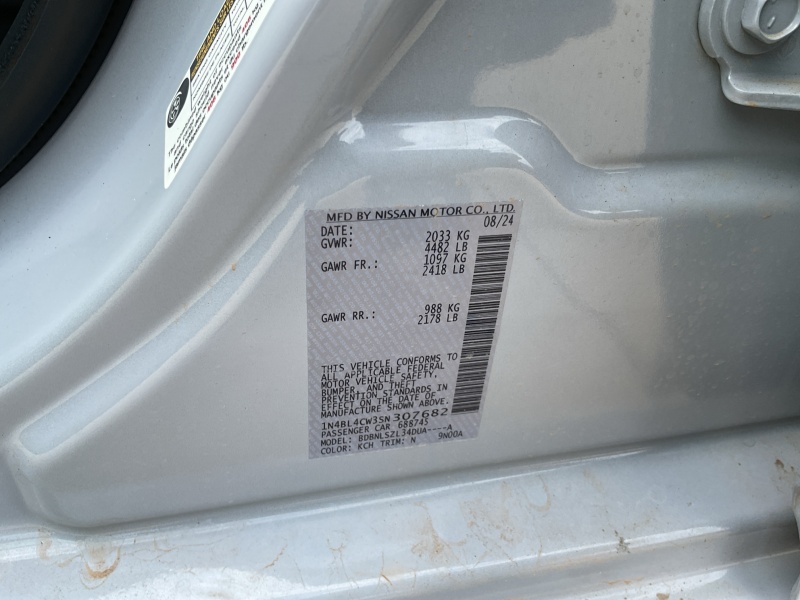 MFD BY NISSAN MOTOR CO., LTD.
DATE: 08/24
GVWR: 2033 KG
4482 LB
GAWR FR.: 1097 KG
2418 LB
GAWR RR.: 988 KG
2178 LB
THIS VEHICLE CONFORMS TO
ALL APPLICABLE FEDERAL
MOTOR VEHICLE SAFETY,
BUMPER, AND THEFT
PREVENTION STANDARDS IN
EFFECT ON THE DATE OF
MANUFACTURE SHOWN ABOVE.
1N4BL4CW3SN307682
PASSENGER CAR 688745
MODEL: BDBNLSZL34DUA----A
COLOR: KCH TRIM: N 9N00A